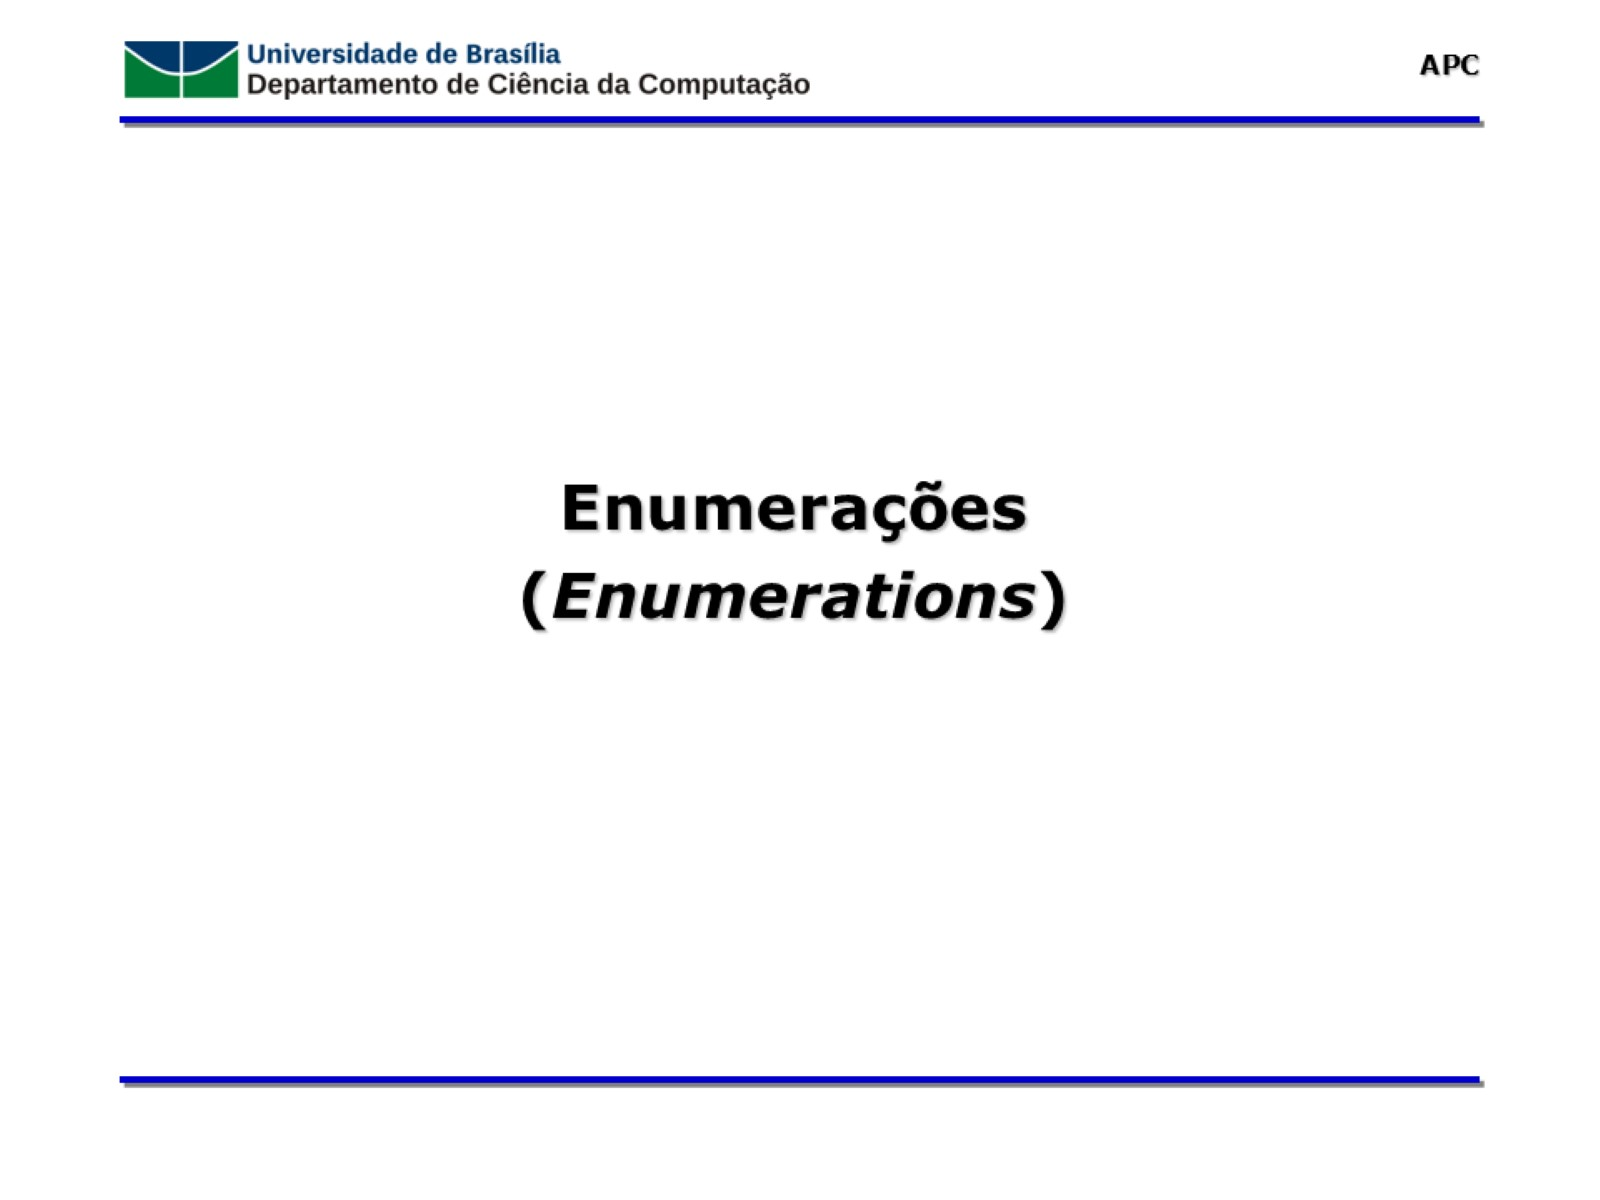 Universidade de Brasília
Departamento de Ciência da Computação
APC
Enumerações
(Enumerations)